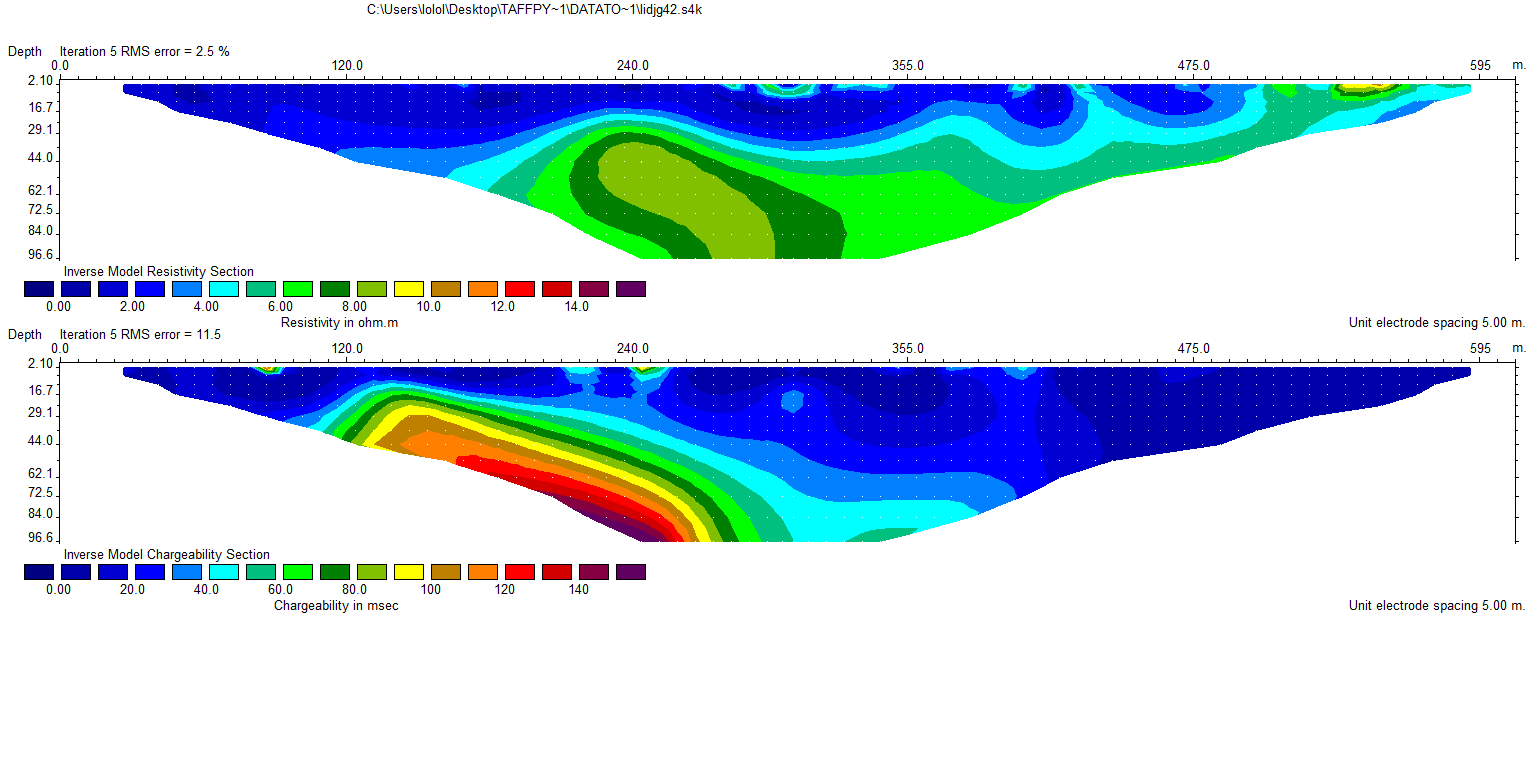 C:\Users\lolol\Desktop\TAFFPY~1\DATATO~1\lidjg42.s4k
Depth Iteration 5 RMS error = 2.5 %
0.0 120.0 240.0 355.0 475.0 595 m.
2.10
16.7
29.1
44.0
62.1
72.5
84.0
96.6
Inverse Model Resistivity Section
0.00 2.00 4.00 6.00 8.00 10.0 12.0 14.0
Resistivity in ohm.m Unit electrode spacing 5.00 m.
Depth Iteration 5 RMS error = 11.5
0.0 120.0 240.0 355.0 475.0 595 m.
2.10
16.7
29.1
44.0
62.1
72.5
84.0
96.6
Inverse Model Chargeability Section
0.00 20.0 40.0 60.0 80.0 100 120 140
Chargeability in msec Unit electrode spacing 5.00 m.